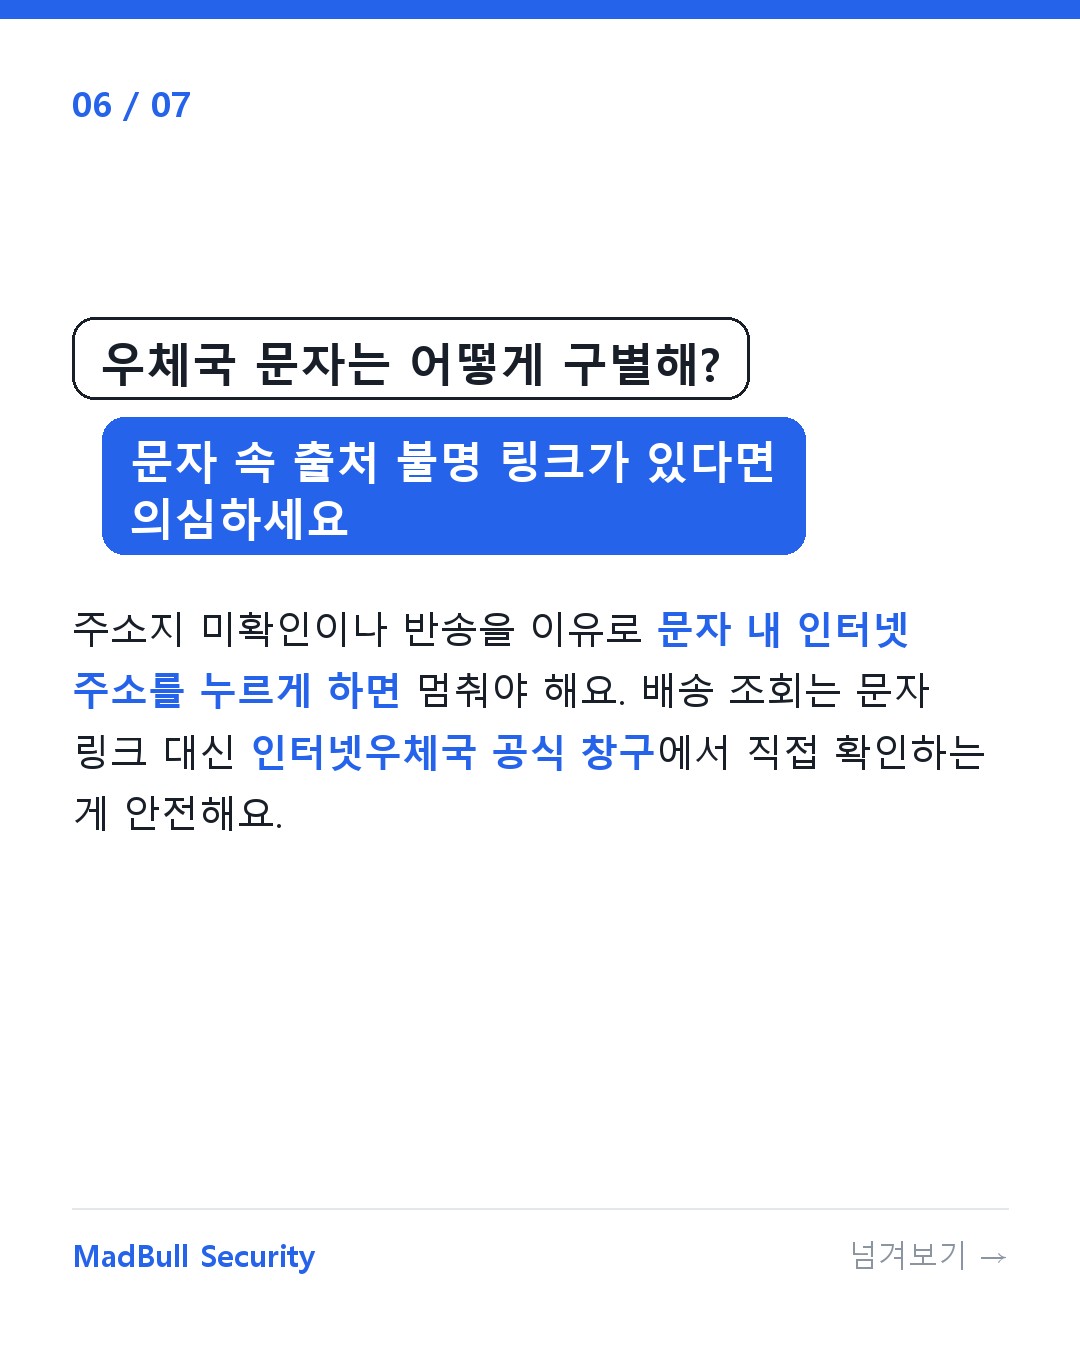 06 / 07
우체국 문자는 어떻게 구별해?
문자 속 출처 불명 링크가 있다면
의심하세요
주소지 미확인이나 반송을 이유로 문자 내 인터넷
주소를 누르게 하면 멈춰야 해요. 배송 조회는 문자
링크 대신 인터넷우체국 공식 창구에서 직접 확인하는
게 안전해요.
MadBull Security
넘겨보기 →